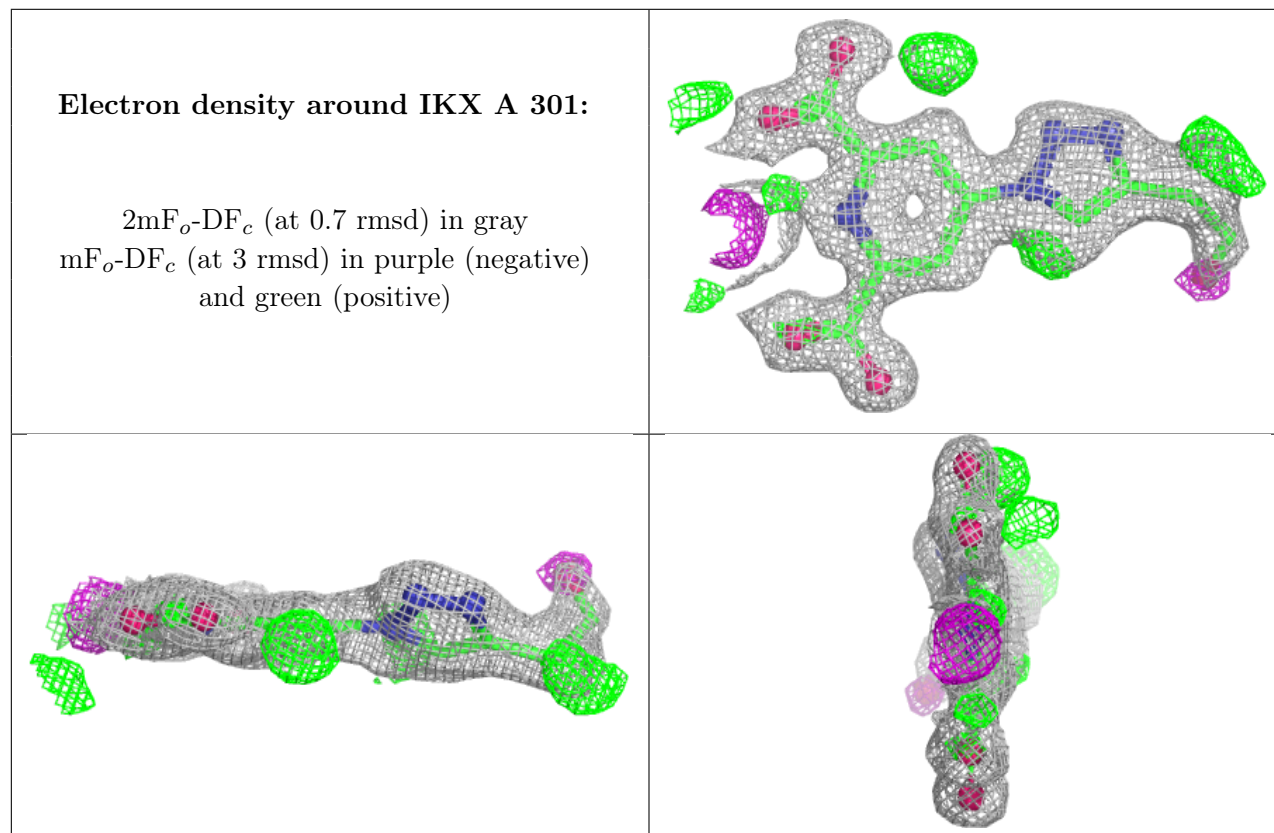 Electron density around IKX A 301:
2mFo-DFc (at 0.7 rmsd) in gray
mFo-DFc (at 3 rmsd) in purple (negative)
and green (positive)